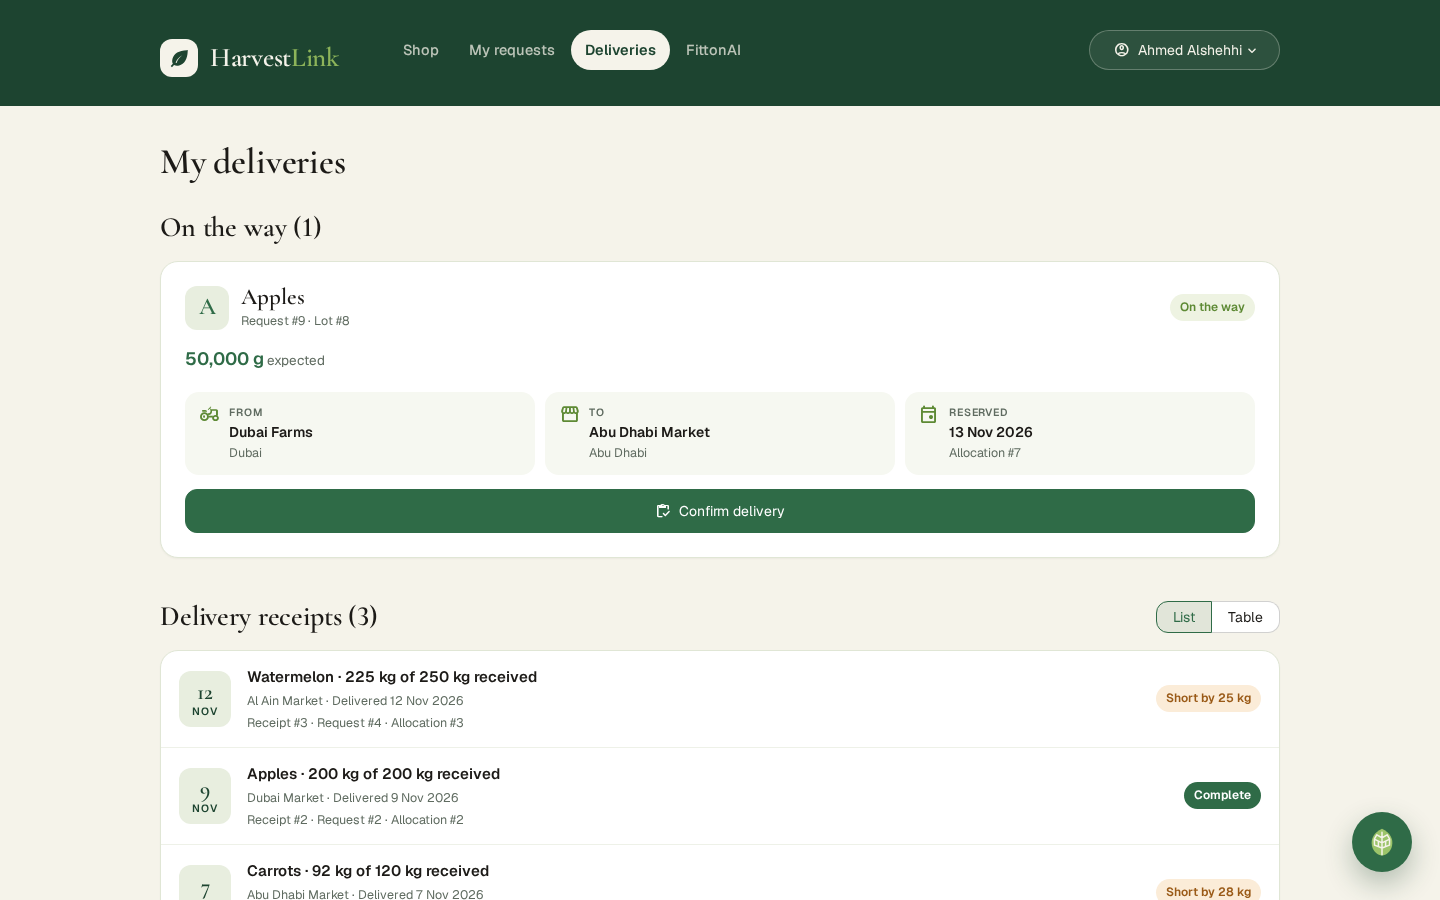 HarvestLink
Shop
My requests
Deliveries
FittonAI
Ahmed Alshehhi
My deliveries
On the way (1)
A
Apples
Request #9 · Lot #8
On the way
50,000 g expected
FROM
Dubai Farms
Dubai
TO
Abu Dhabi Market
Abu Dhabi
RESERVED
13 Nov 2026
Allocation #7
Confirm delivery
Delivery receipts (3)
List
Table
12
NOV
Watermelon · 225 kg of 250 kg received
Al Ain Market · Delivered 12 Nov 2026
Receipt #3 · Request #4 · Allocation #3
Short by 25 kg
9
NOV
Apples · 200 kg of 200 kg received
Dubai Market · Delivered 9 Nov 2026
Receipt #2 · Request #2 · Allocation #2
Complete
7
Carrots · 92 kg of 120 kg received
Abu Dhabi Market · Delivered 7 Nov 2026
Short by 28 kg